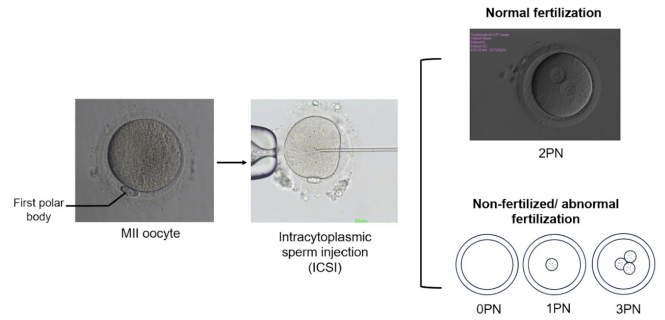 Normal fertilization
2PN
First polar
body
MII oocyte
Intracytoplasmic
sperm injection
(ICSI)
Non-fertilized/ abnormal
fertilization
0PN
1PN
3PN